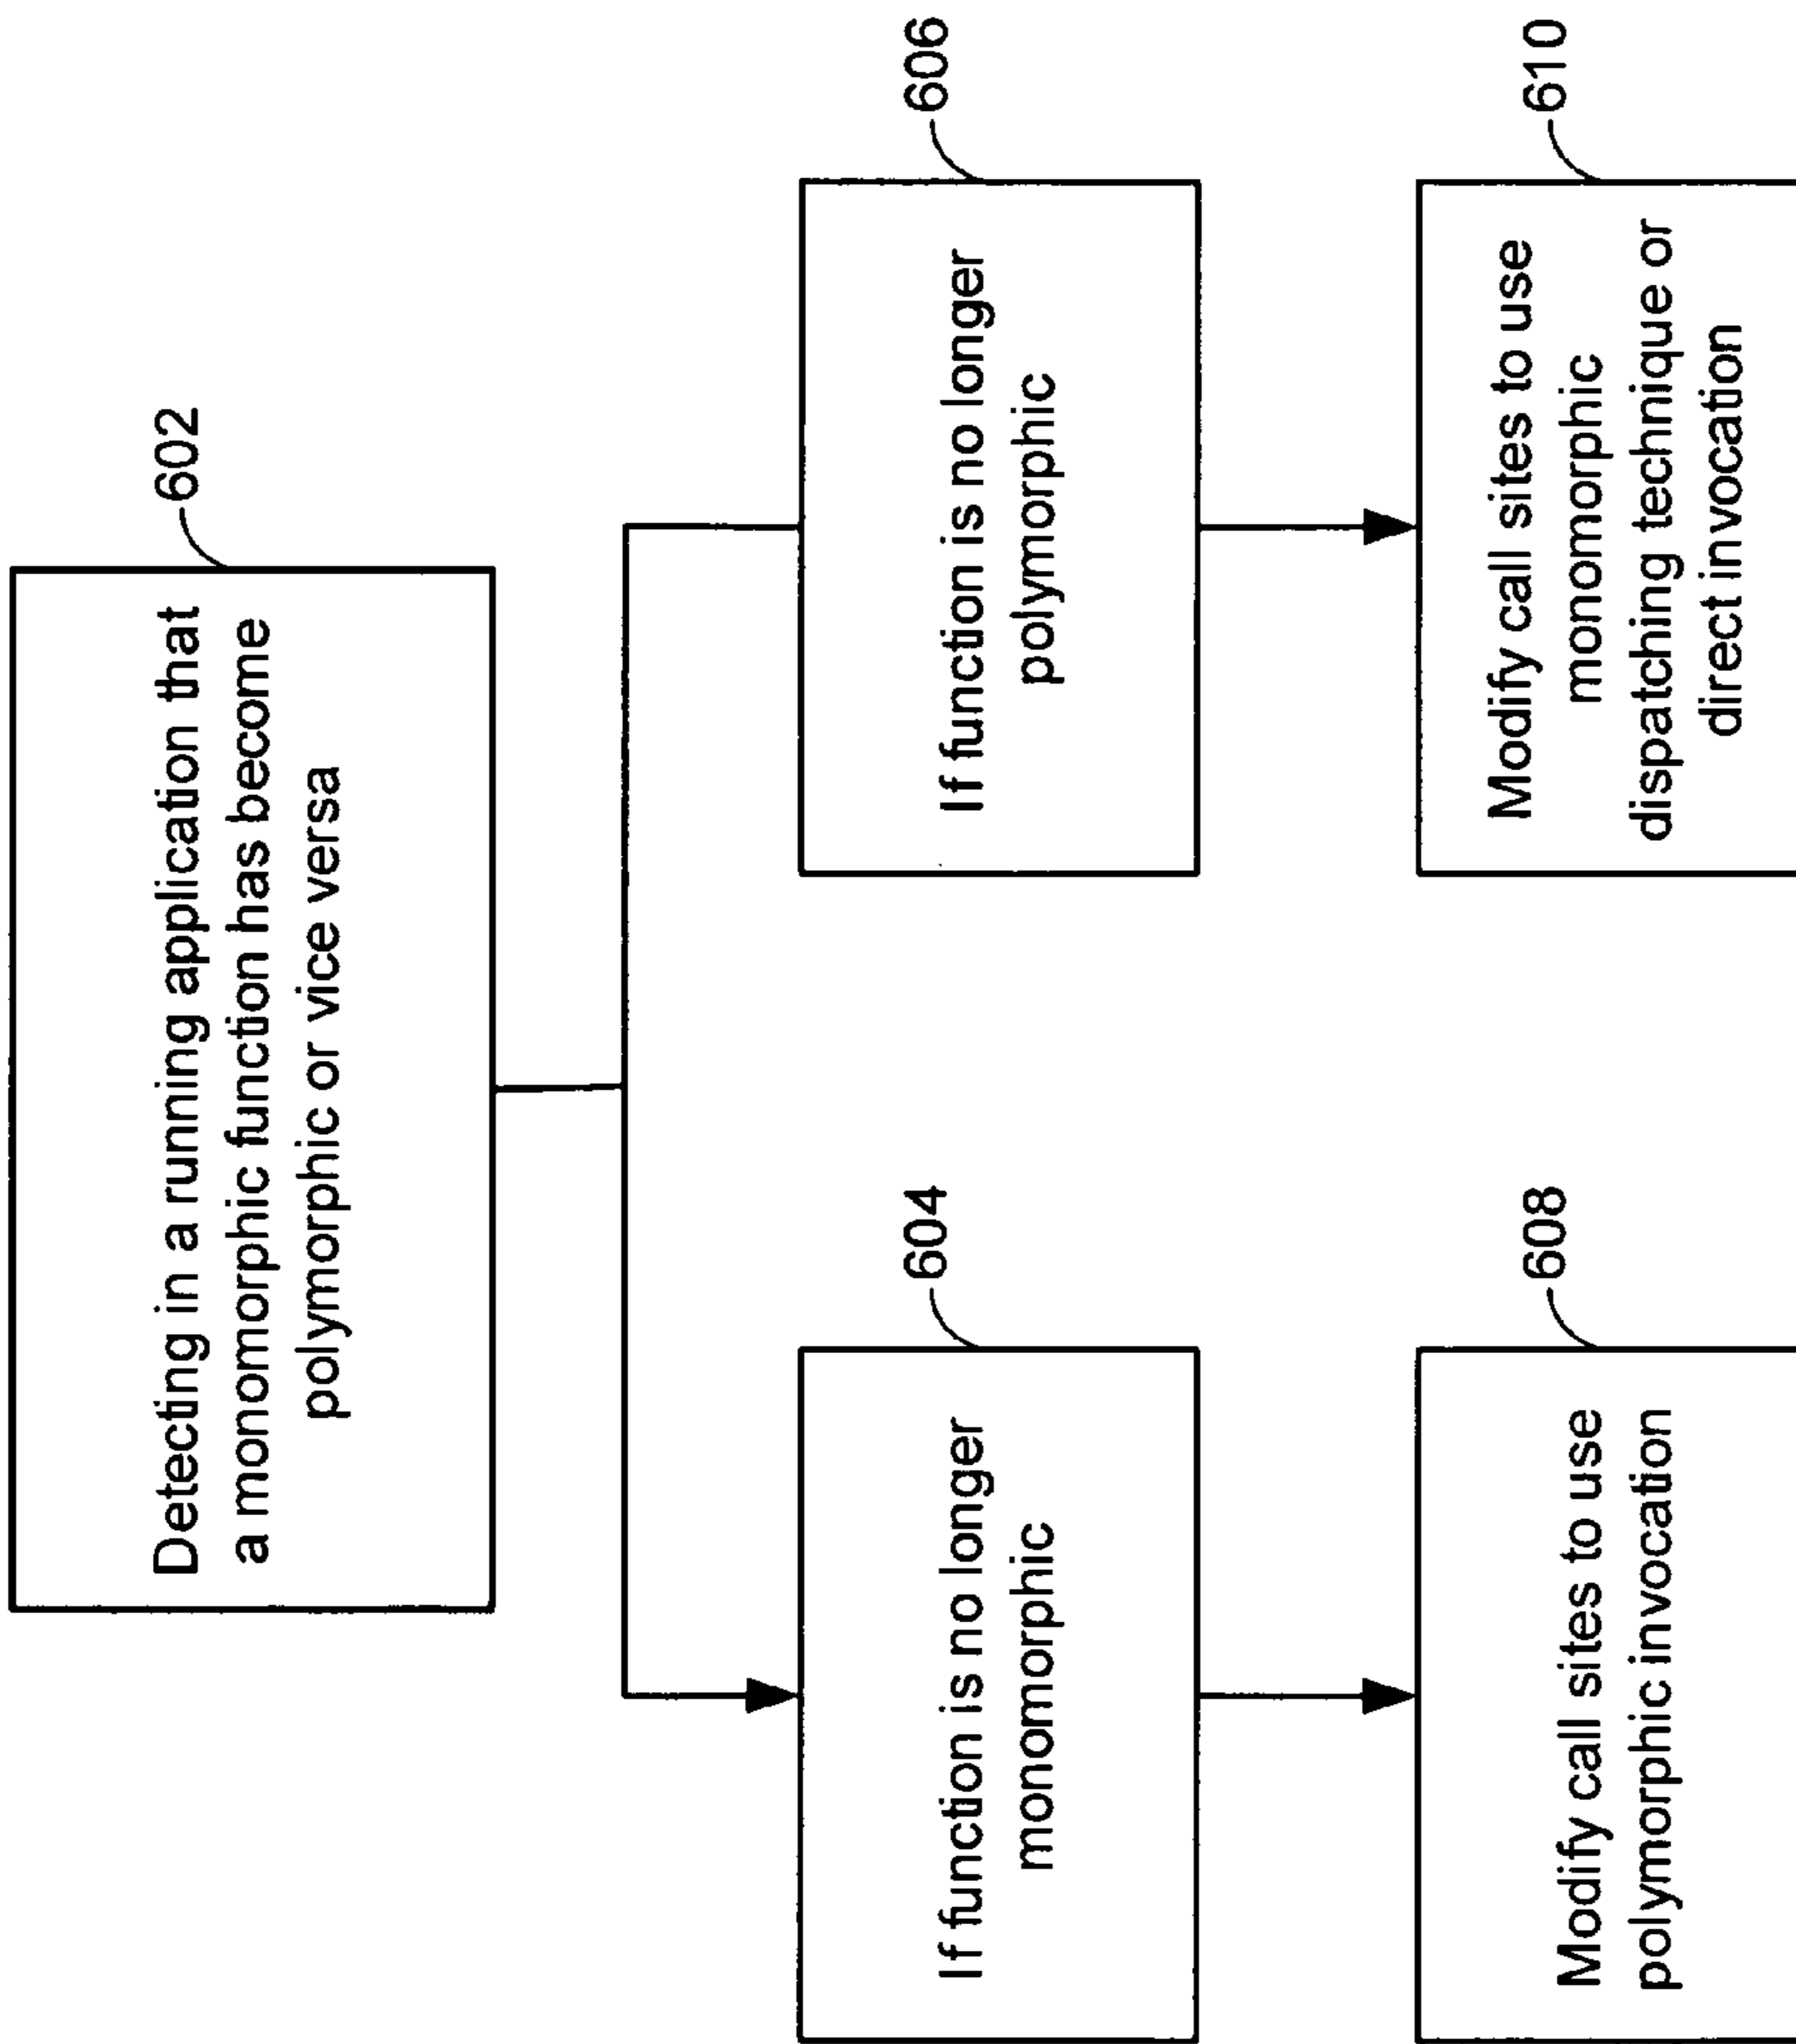 602
Detecting in a running application that
a monomorphic function has become
polymorphic or vice versa
604
If function is no longer
monomorphic
606
If function is no longer
polymorphic
608
Modify call sites to use
polymorphic invocation
610
Modify call sites to use
monomorphic
dispatching technique or
direct invocation